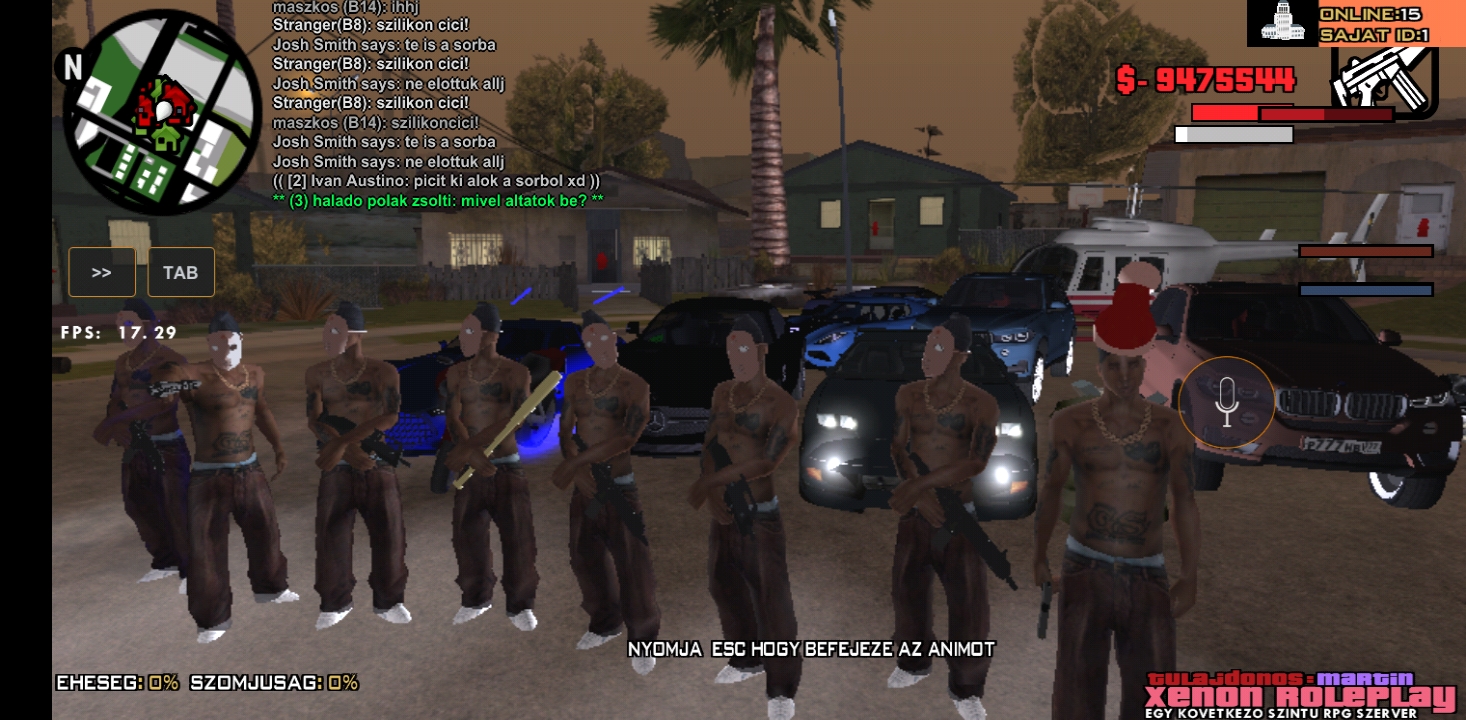 maszkos (B14): ihhj
Stranger(B8): szilikon cici!
Josh Smith says: te is a sorba
Stranger(B8): szilikon cici!
Josh Smith says: ne elottuk allj
Stranger(B8): szilikon cici!
maszkos (B14): szilikoncici!
Josh Smith says: te is a sorba
Josh Smith says: ne elottuk allj
(( [2] Ivan Austino: picit ki alok a sorbol xd ))
** (3) halado polak zsolti: mivel altatok be? **
N
ONLINE:15
SAJAT ID:1
$- 9475544
>>
TAB
FPS: 17.29
NYOMJA ESC HOGY BEFEJEZE AZ ANIMOT
EHESEG: 0% SZOMJUSAG: 0%
tulajdonos: martin
Xenon Roleplay
EGY KOVETKEZO SZINTU RPG SZERVER